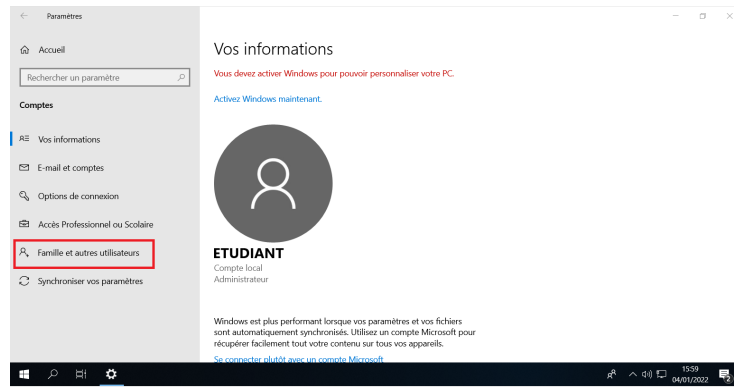 Paramètres
Accueil
Rechercher un paramètre
Comptes
Vos informations
E-mail et comptes
Options de connexion
Accès Professionnel ou Scolaire
Famille et autres utilisateurs
Synchroniser vos paramètres
Vos informations
Vous devez activer Windows pour pouvoir personnaliser votre PC.
Activez Windows maintenant.
ETUDIANT
Compte local
Administrateur
Windows est plus performant lorsque vos paramètres et vos fichiers
sont automatiquement synchronisés. Utilisez un compte Microsoft pour
récupérer facilement tout votre contenu sur tous vos appareils.
Se connecter plutôt avec un compte Microsoft
15:59
04/01/2022
2